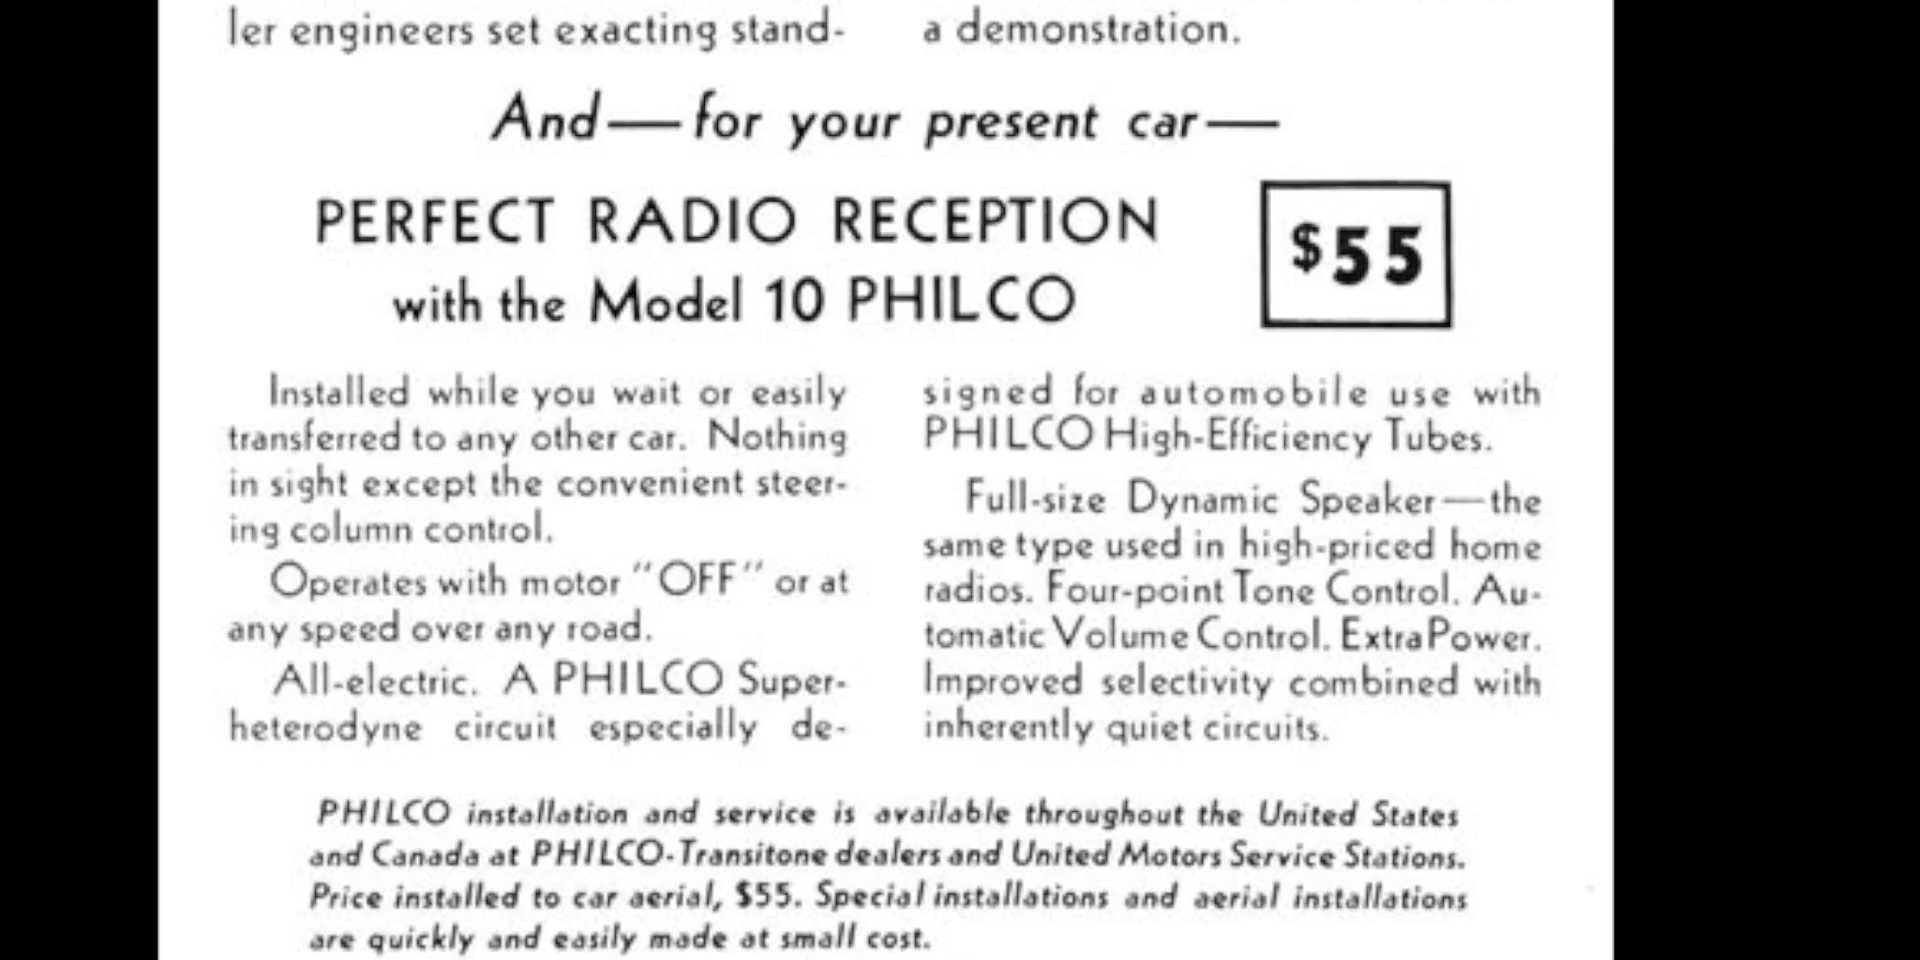 ler engineers set exacting stand-
a demonstration.
And—for your present car—
PERFECT RADIO RECEPTION
with the Model 10 PHILCO
$55
Installed while you wait or easily
transferred to any other car. Nothing
in sight except the convenient steer-
ing column control.
Operates with motor "OFF" or at
any speed over any road.
All-electric. A PHILCO Super-
heterodyne circuit especially de-
signed for automobile use with
PHILCO High-Efficiency Tubes.
Full-size Dynamic Speaker—the
same type used in high-priced home
radios. Four-point Tone Control. Au-
tomatic Volume Control. Extra Power.
Improved selectivity combined with
inherently quiet circuits.
PHILCO installation and service is available throughout the United States
and Canada at PHILCO-Transitone dealers and United Motors Service Stations.
Price installed to car aerial, $55. Special installations and aerial installations
are quickly and easily made at small cost.